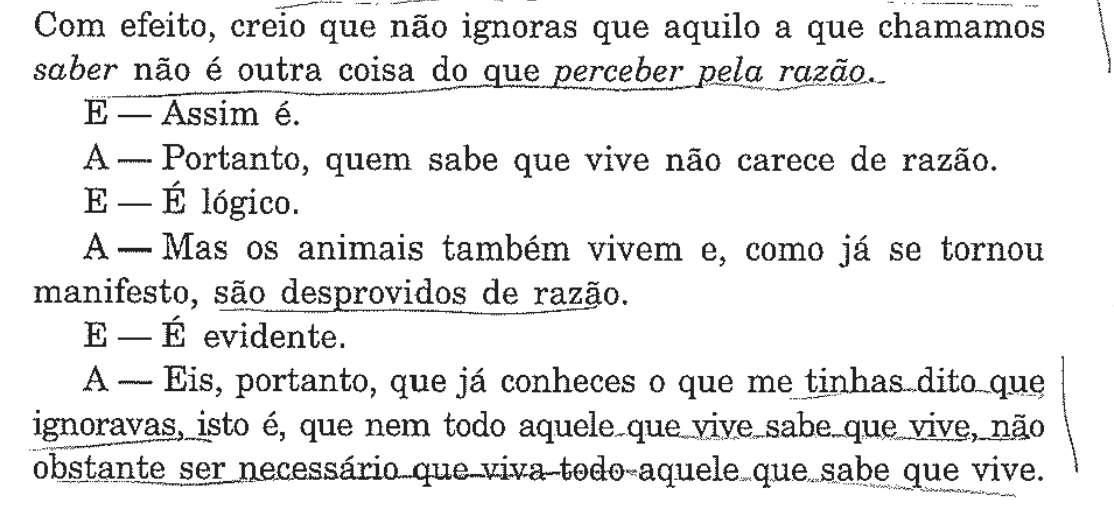 Com efeito, creio que não ignoras que aquilo a que chamamos
saber não é outra coisa do que perceber pela razão.
E — Assim é.
A — Portanto, quem sabe que vive não carece de razão.
E — É lógico.
A — Mas os animais também vivem e, como já se tornou
manifesto, são desprovidos de razão.
E — É evidente.
A — Eis, portanto, que já conheces o que me tinhas dito que
ignoravas, isto é, que nem todo aquele que vive sabe que vive, não
obstante ser necessário que viva todo aquele que sabe que vive.